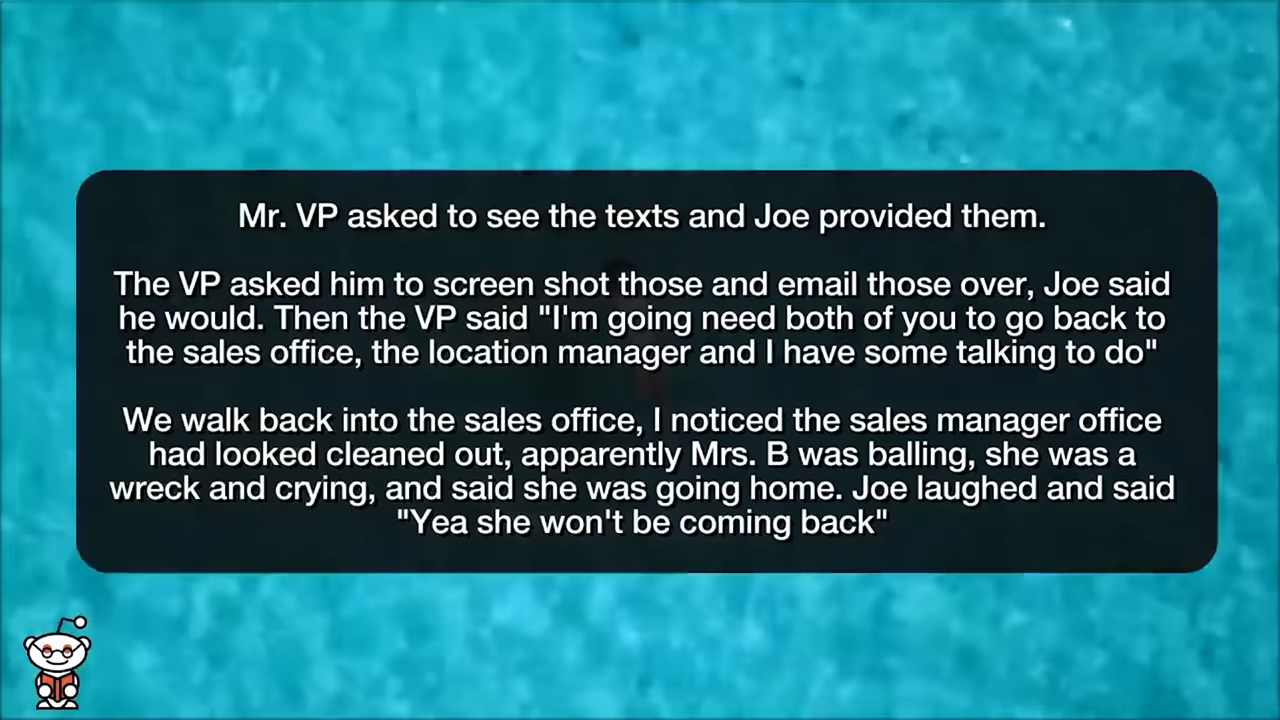 Mr. VP asked to see the texts and Joe provided them.
The VP asked him to screen shot those and email those over, Joe said
he would. Then the VP said "I'm going need both of you to go back to
the sales office, the location manager and I have some talking to do"
We walk back into the sales office, I noticed the sales manager office
had looked cleaned out, apparently Mrs. B was balling, she was a
wreck and crying, and said she was going home. Joe laughed and said
"Yea she won't be coming back"